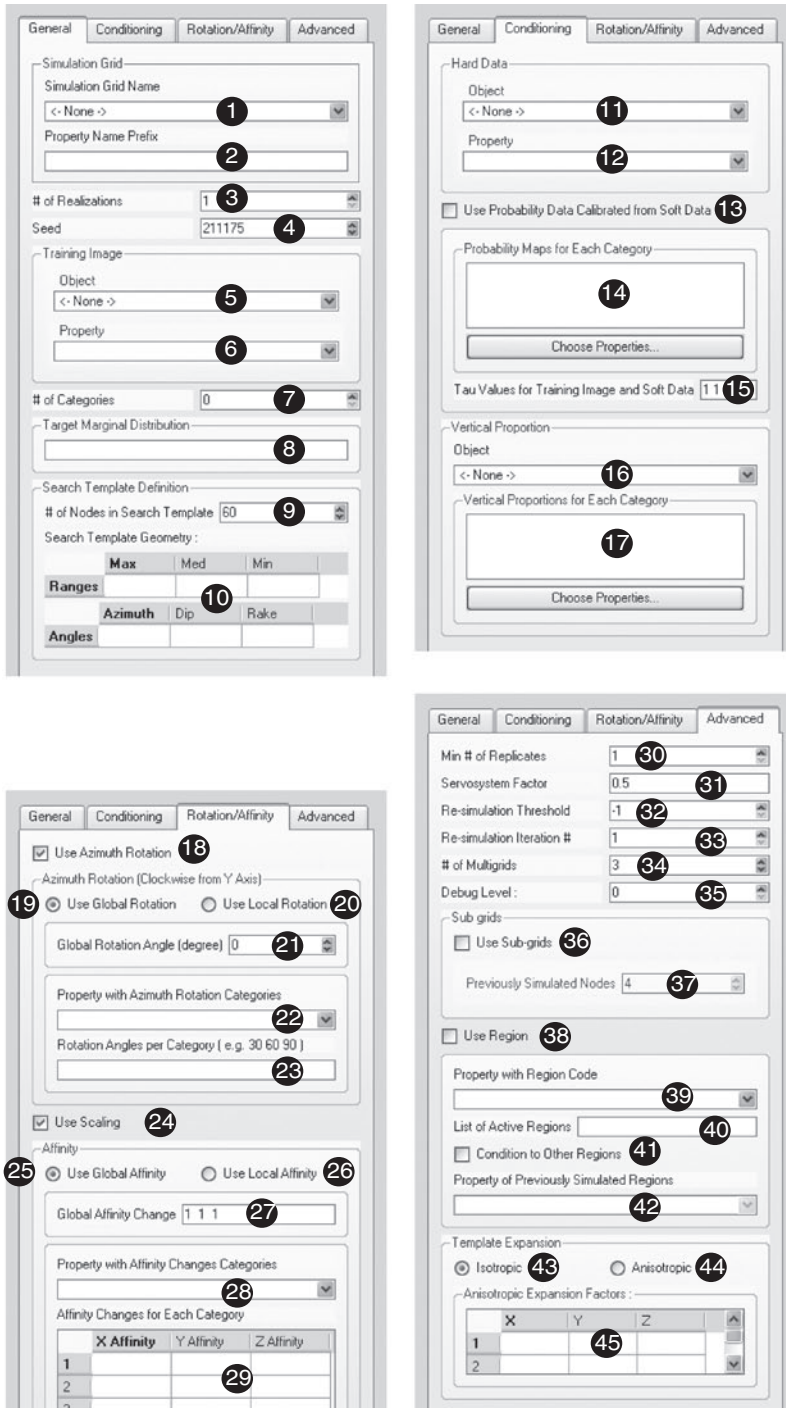 General Conditioning Rotation/Affinity Advanced
Simulation Grid
Simulation Grid Name
<- None -> 1
Property Name Prefix
2
# of Realizations 1 3
Seed 211175 4
Training Image
Object
<- None -> 5
Property
6
# of Categories 0 7
Target Marginal Distribution
8
Search Template Definition
# of Nodes in Search Template 60 9
Search Template Geometry :
Max Med Min
Ranges
10
Azimuth Dip Rake
Angles
General Conditioning Rotation/Affinity Advanced
Hard Data
Object
<- None -> 11
Property
12
Use Probability Data Calibrated from Soft Data 13
Probability Maps for Each Category
14
Choose Properties...
Tau Values for Training Image and Soft Data 1 1 15
Vertical Proportion
Object
<- None -> 16
Vertical Proportions for Each Category
17
Choose Properties...
General Conditioning Rotation/Affinity Advanced
Use Azimuth Rotation 18
Azimuth Rotation (Clockwise from Y Axis)
19 Use Global Rotation Use Local Rotation 20
Global Rotation Angle (degree) 0 21
Property with Azimuth Rotation Categories
22
Rotation Angles per Category ( e.g. 30 60 90 )
23
Use Scaling 24
Affinity
25 Use Global Affinity Use Local Affinity 26
Global Affinity Change 1 1 1 27
Property with Affinity Changes Categories
28
Affinity Changes for Each Category
X Affinity Y Affinity Z Affinity
1
2 29
General Conditioning Rotation/Affinity Advanced
Min # of Replicates 1 30
Servosystem Factor 0.5 31
Re-simulation Threshold -1 32
Re-simulation Iteration # 1 33
# of Multigrids 3 34
Debug Level : 0 35
Sub grids
Use Sub-grids 36
Previously Simulated Nodes 4 37
Use Region 38
Property with Region Code
39
List of Active Regions 40
Condition to Other Regions 41
Property of Previously Simulated Regions
42
Template Expansion
Isotropic 43 Anisotropic 44
Anisotropic Expansion Factors :
X Y Z
1 45
2